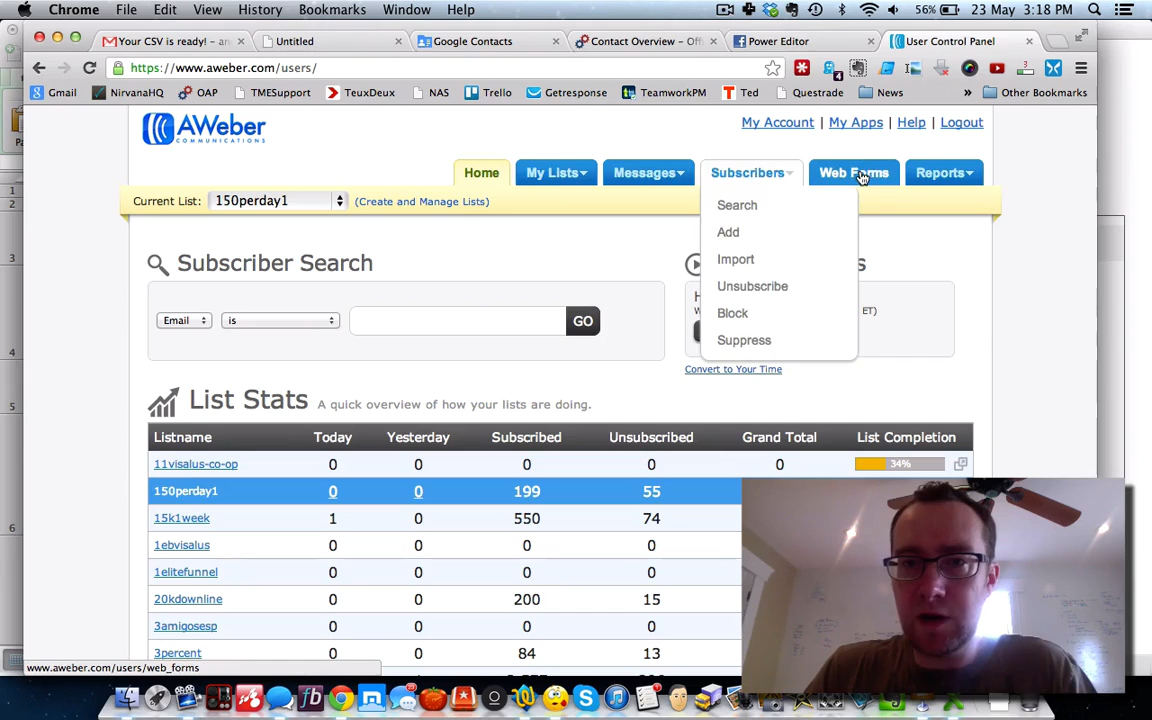 Chrome File Edit View History Bookmarks Window Help 56% 23 May 3:18 PM
Your CSV is ready! – an Untitled Google Contacts Contact Overview – Offi Power Editor User Control Panel
https://www.aweber.com/users/
Gmail NirvanaHQ OAP TMESupport TeuxDeux NAS Trello Getresponse TeamworkPM Ted Questrade News » Other Bookmarks
AWeber
COMMUNICATIONS
My Account | My Apps | Help | Logout
Home My Lists Messages Subscribers Web Forms Reports
Current List: 150perday1 (Create and Manage Lists)
Search
Add
Import
Unsubscribe
Block
Suppress
Subscriber Search
Email is GO
ET)
Convert to Your Time
List Stats A quick overview of how your lists are doing.
Listname Today Yesterday Subscribed Unsubscribed Grand Total List Completion
11visalus-co-op 0 0 0 0 0 34%
150perday1 0 0 199 55
15k1week 1 0 550 74
1ebvisalus 0 0 0 0
1elitefunnel 0 0 0 0
20kdownline 0 0 200 15
3amigosesp 0 0 0 0
3percent 0 0 84 13
www.aweber.com/users/web_forms